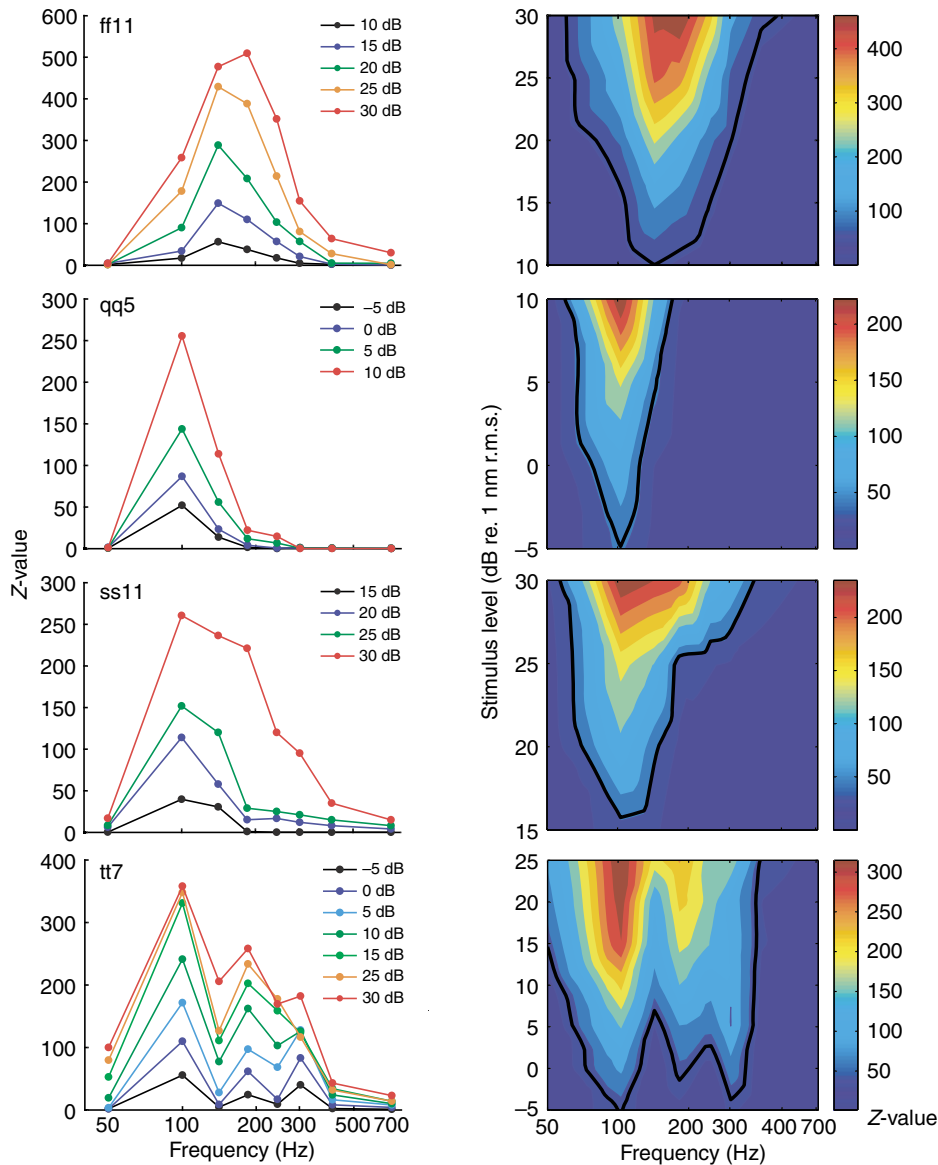 ff11
600
500
400
300
200
100
0
10 dB
15 dB
20 dB
25 dB
30 dB
30
25
20
15
10
400
300
200
100
qq5
300
250
200
150
100
50
0
–5 dB
0 dB
5 dB
10 dB
10
5
0
–5
200
150
100
50
Z-value
Stimulus level (dB re. 1 nm r.m.s.)
ss11
300
250
200
150
100
50
0
15 dB
20 dB
25 dB
30 dB
30
25
20
15
200
150
100
50
tt7
400
300
200
100
0
–5 dB
0 dB
5 dB
10 dB
15 dB
25 dB
30 dB
50 100 200 300 500 700
Frequency (Hz)
25
20
15
10
5
0
–5
50 100 200 400 700
Frequency (Hz)
300
250
200
150
100
50
Z-value